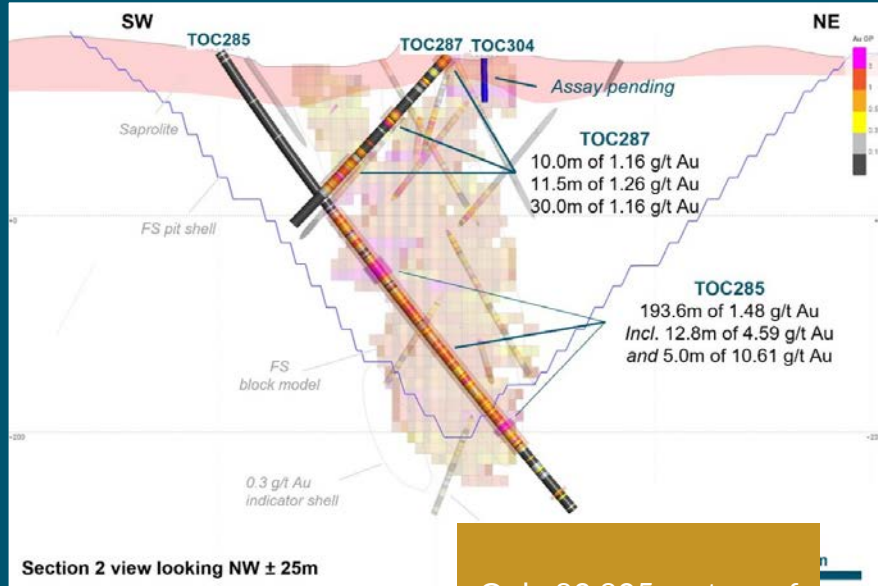 SW
NE
TOC285
TOC287 TOC304
Au GP
Assay pending
Saprolite
TOC287
10.0m of 1.16 g/t Au
11.5m of 1.26 g/t Au
30.0m of 1.16 g/t Au
FS pit shell
TOC285
193.6m of 1.48 g/t Au
Incl. 12.8m of 4.59 g/t Au
and 5.0m of 10.61 g/t Au
FS
block model
-200
0.3 g/t Au
indicator shell
Section 2 view looking NW ± 25m